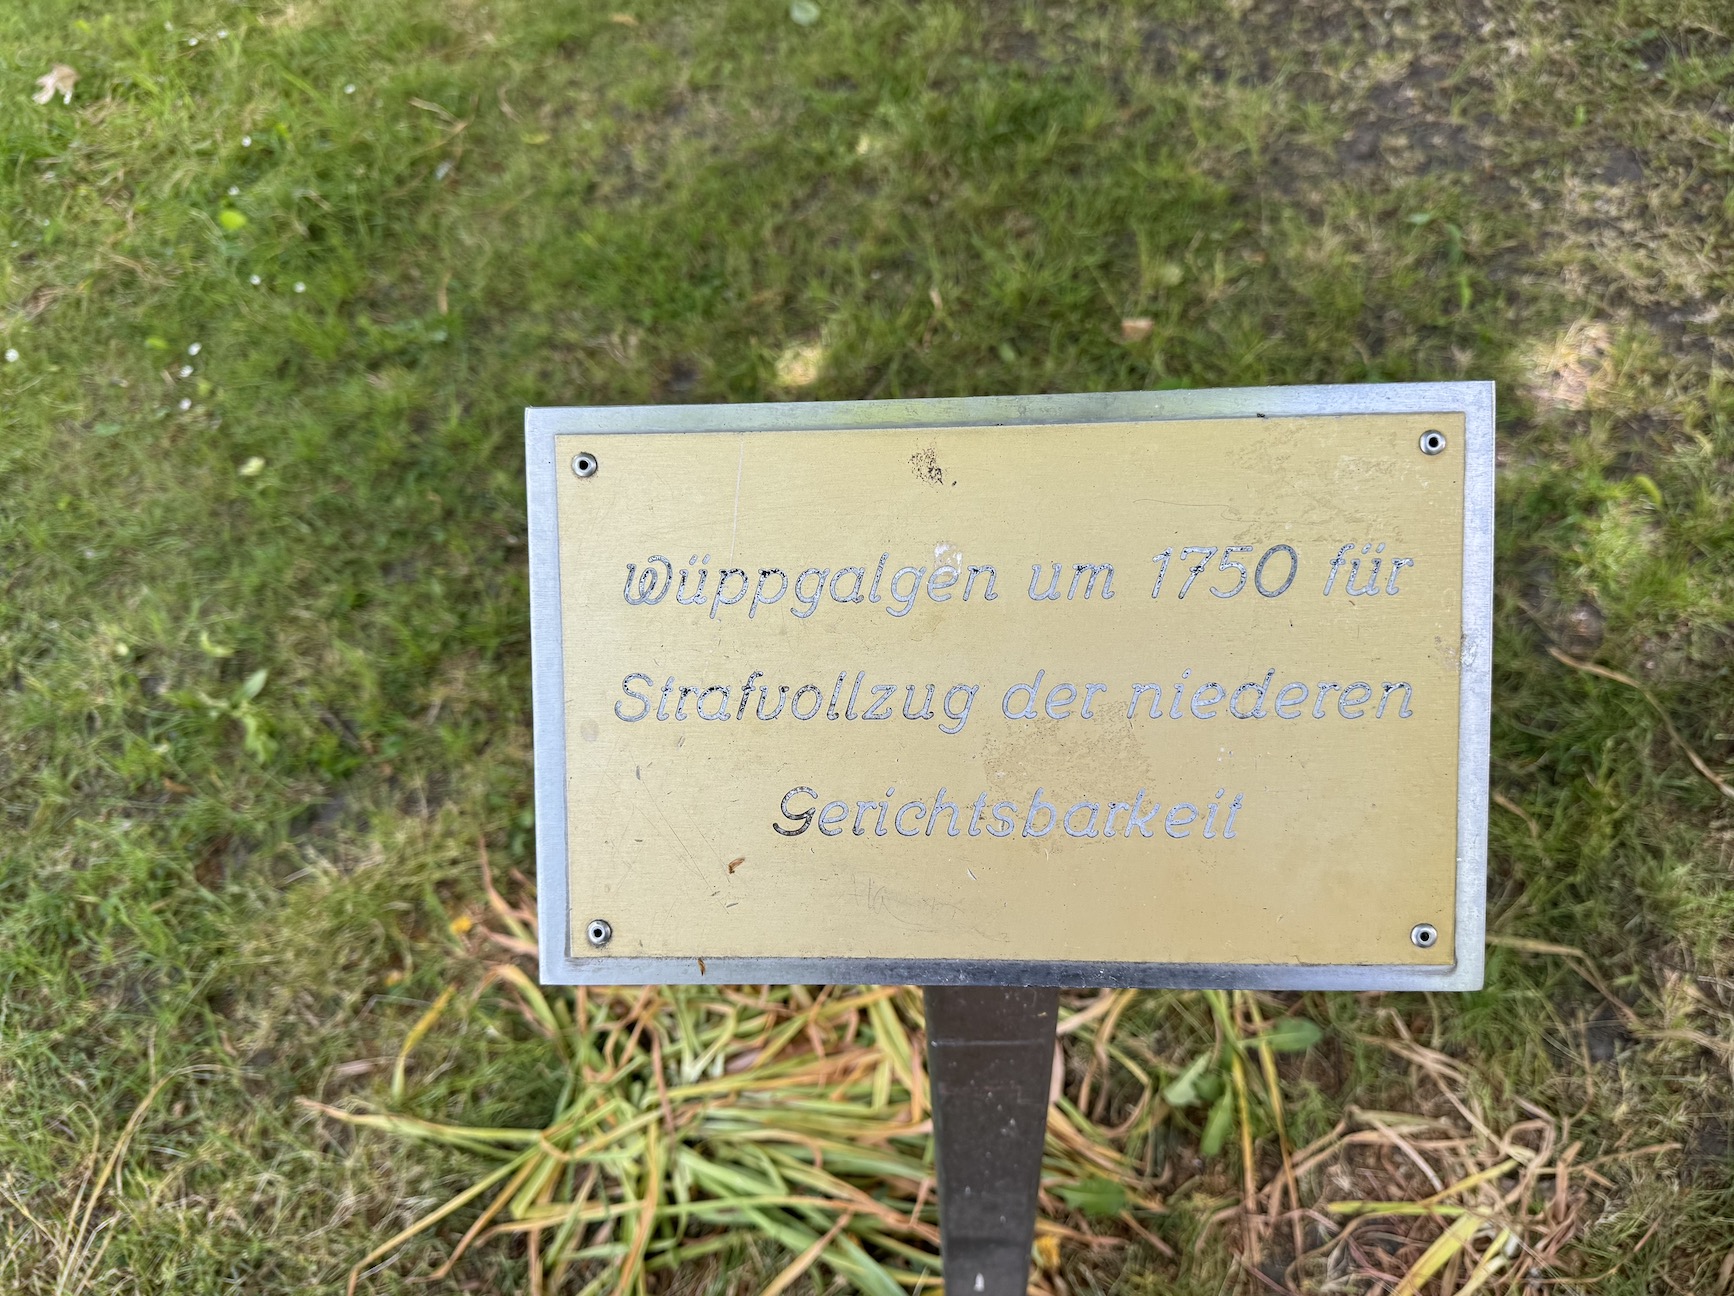 Wüppgalgen um 1750 für
Strafvollzug der niederen
Gerichtsbarkeit